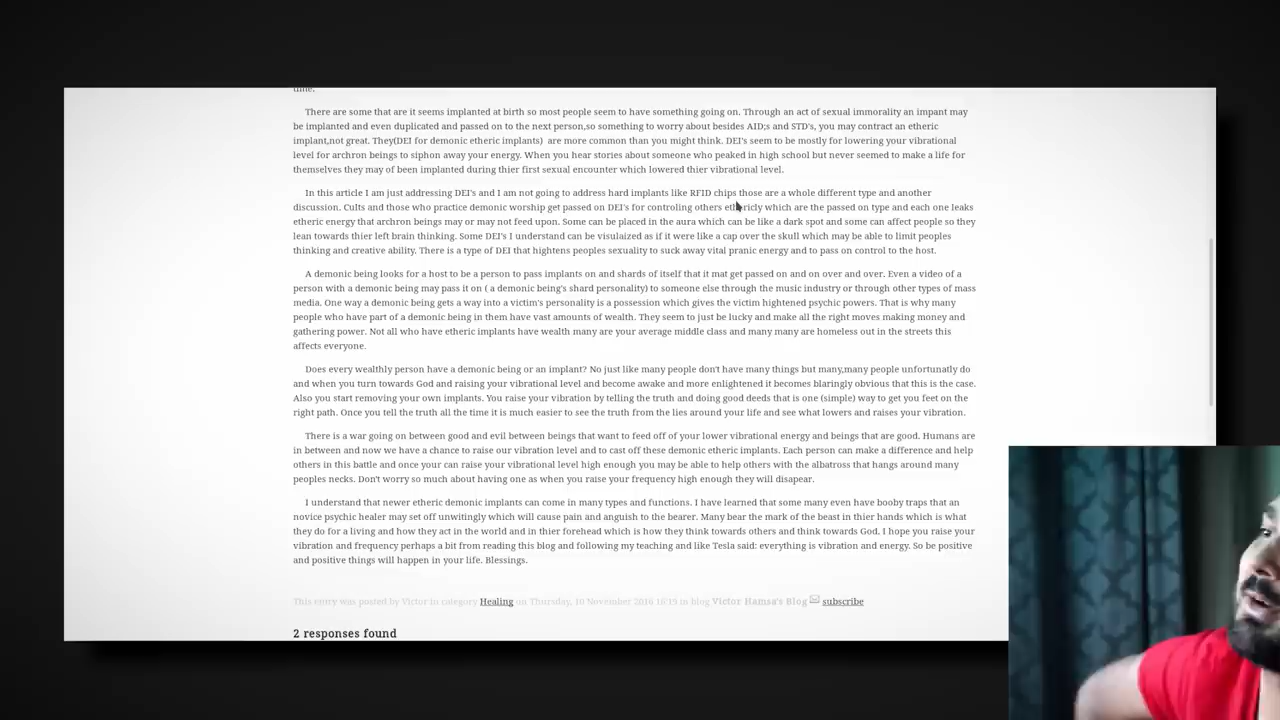 time.
There are some that are it seems implanted at birth so most people seem to have something going on. Through an act of sexual immorality an impant may
be implanted and even duplicated and passed on to the next person,so something to worry about besides AID;s and STD's, you may contract an etheric
implant,not great. They(DEI for demonic etheric implants)  are more common than you might think. DEI's seem to be mostly for lowering your vibrational
level for archron beings to siphon away your energy. When you hear stories about someone who peaked in high school but never seemed to make a life for
themselves they may of been implanted during thier first sexual encounter which lowered thier vibrational level.
In this article I am just addressing DEI's and I am not going to address hard implants like RFID chips those are a whole different type and another
discussion. Cults and those who practice demonic worship get passed on DEI's for controling others ethericly which are the passed on type and each one leaks
etheric energy that archron beings may or may not feed upon. Some can be placed in the aura which can be like a dark spot and some can affect people so they
lean towards thier left brain thinking. Some DEI's I understand can be visulaized as if it were like a cap over the skull which may be able to limit peoples
thinking and creative ability. There is a type of DEI that hightens peoples sexuality to suck away vital pranic energy and to pass on control to the host.
A demonic being looks for a host to be a person to pass implants on and shards of itself that it mat get passed on and on over and over. Even a video of a
person with a demonic being may pass it on ( a demonic being's shard personality) to someone else through the music industry or through other types of mass
media. One way a demonic being gets a way into a victim's personality is a possession which gives the victim hightened psychic powers. That is why many
people who have part of a demonic being in them have vast amounts of wealth. They seem to just be lucky and make all the right moves making money and
gathering power. Not all who have etheric implants have wealth many are your average middle class and many many are homeless out in the streets this
affects everyone.
Does every wealthly person have a demonic being or an implant? No just like many people don't have many things but many,many people unfortunatly do
and when you turn towards God and raising your vibrational level and become awake and more enlightened it becomes blaringly obvious that this is the case.
Also you start removing your own implants. You raise your vibration by telling the truth and doing good deeds that is one (simple) way to get you feet on the
right path. Once you tell the truth all the time it is much easier to see the truth from the lies around your life and see what lowers and raises your vibration.
There is a war going on between good and evil between beings that want to feed off of your lower vibrational energy and beings that are good. Humans are
in between and now we have a chance to raise our vibration level and to cast off these demonic etheric implants. Each person can make a difference and help
others in this battle and once your can raise your vibrational level high enough you may be able to help others with the albatross that hangs around many
peoples necks. Don't worry so much about having one as when you raise your frequency high enough they will disapear.
I understand that newer etheric demonic implants can come in many types and functions. I have learned that some many even have booby traps that an
novice psychic healer may set off unwitingly which will cause pain and anguish to the bearer. Many bear the mark of the beast in thier hands which is what
they do for a living and how they act in the world and in thier forehead which is how they think towards others and think towards God. I hope you raise your
vibration and frequency perhaps a bit from reading this blog and following my teaching and like Tesla said: everything is vibration and energy. So be positive
and positive things will happen in your life. Blessings.
This entry was posted by Victor in category Healing on Thursday, 10 November 2016 16:19 in blog Victor Hamsa's Blog subscribe
2 responses found